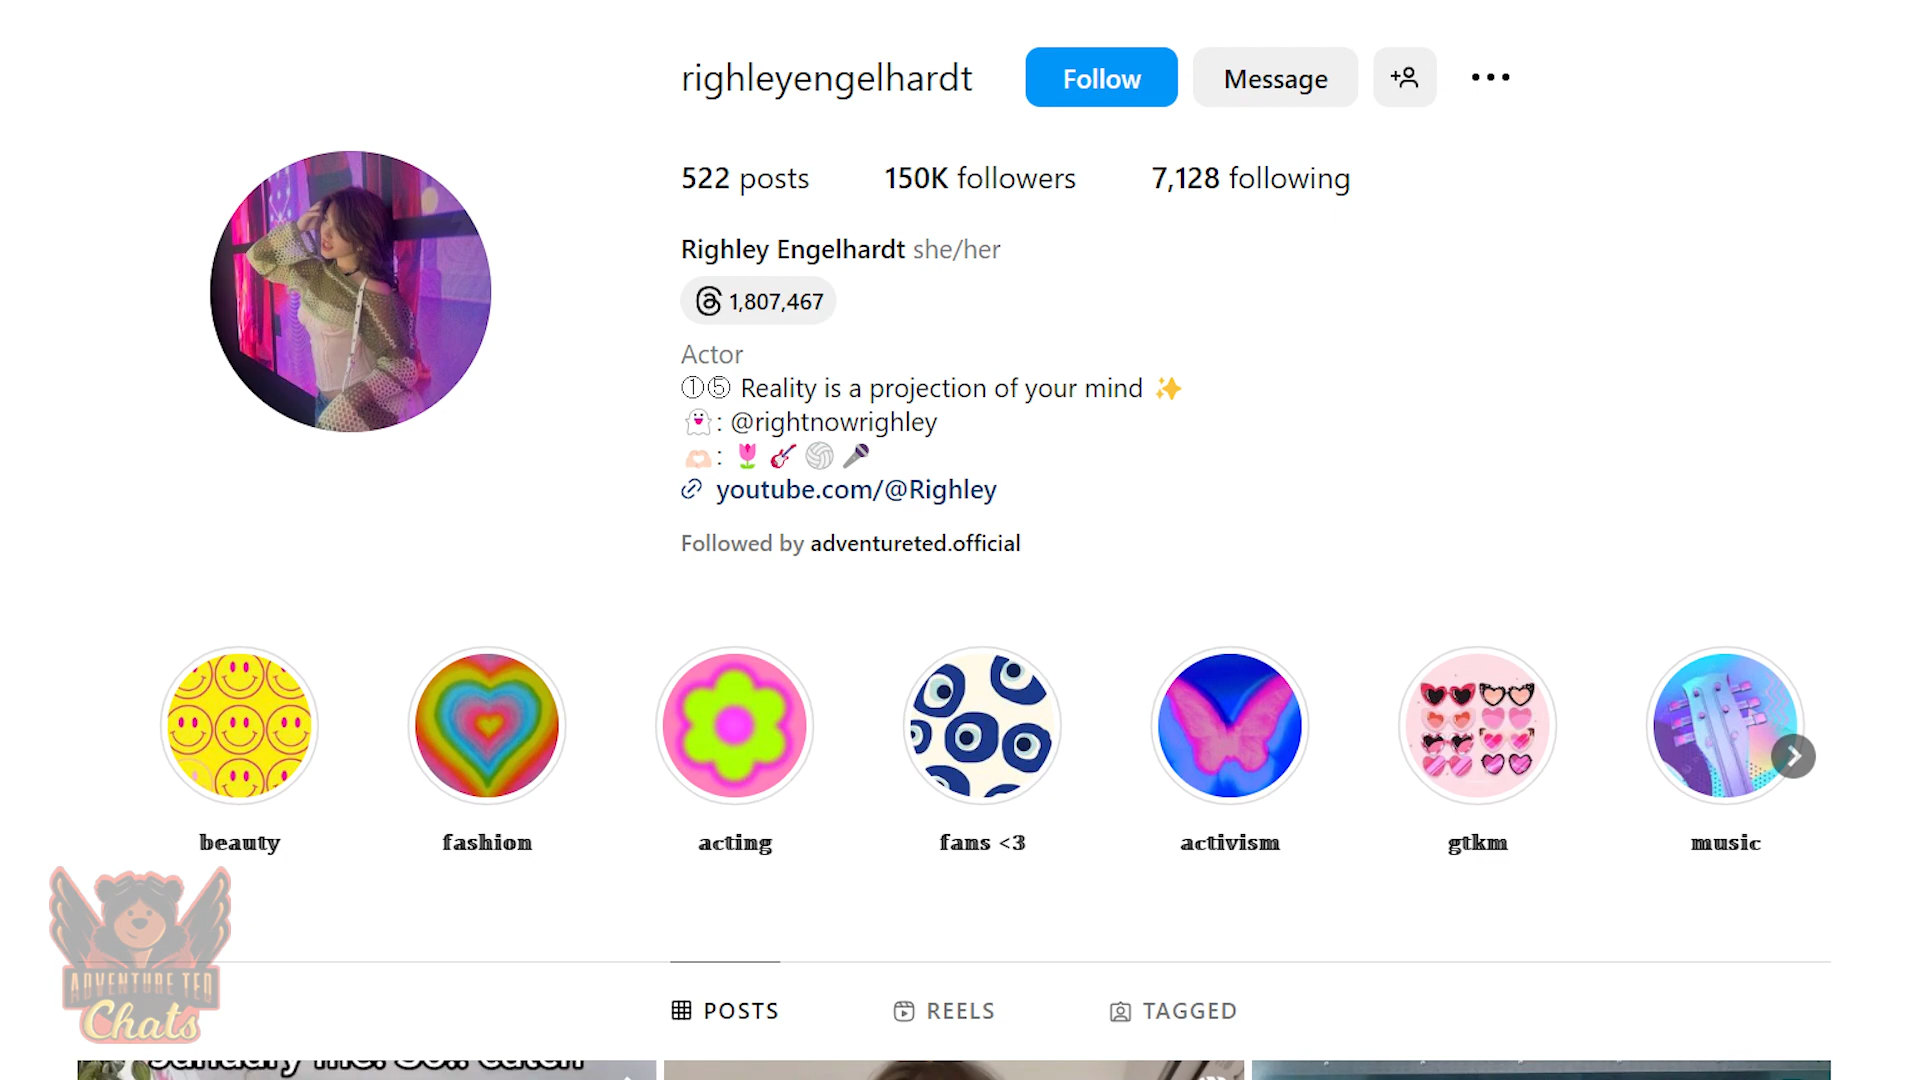 righleyengelhardt Follow Message
522 posts 150K followers 7,128 following
Righley Engelhardt she/her
1,807,467
Actor
①⑤ Reality is a projection of your mind ✨
👻: @rightnowrighley
🫶🏻: 🌷🎸🏐🎤
youtube.com/@Righley
Followed by adventureted.official
beauty fashion acting fans <3 activism gtkm music
ADVENTURE TED
Chats
POSTS REELS TAGGED